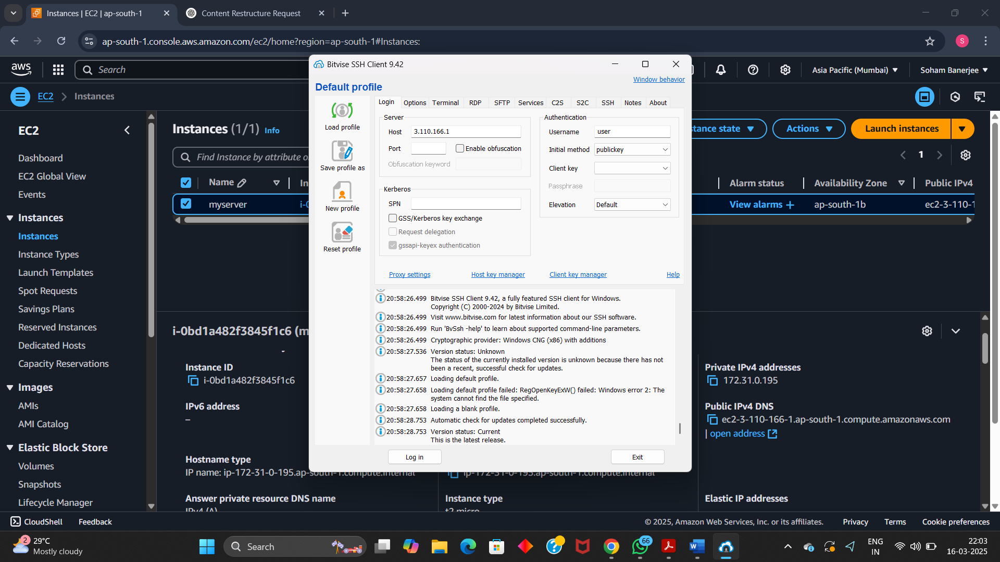 Instances | EC2 | ap-south-1
Content Restructure Request
ap-south-1.console.aws.amazon.com/ec2/home?region=ap-south-1#Instances:
S
aws
Search
Asia Pacific (Mumbai)
Soham Banerjee
EC2
Instances
EC2
Dashboard
EC2 Global View
Events
Instances
Instances
Instance Types
Launch Templates
Spot Requests
Savings Plans
Reserved Instances
Dedicated Hosts
Capacity Reservations
Images
AMIs
AMI Catalog
Elastic Block Store
Volumes
Snapshots
Lifecycle Manager
Instances (1/1) Info
Actions
Launch instances
Find Instance by attribute
1
Name
Alarm status
Availability Zone
Public IPv4
myserver
View alarms +
ap-south-1b
ec2-3-110-1
Bitvise SSH Client 9.42
Window behavior
Default profile
Load profile
Save profile as
New profile
Reset profile
Login Options Terminal RDP SFTP Services C2S S2C SSH Notes About
Server
Host 3.110.166.1
Port
Enable obfuscation
Obfuscation keyword
Kerberos
SPN
GSS/Kerberos key exchange
Request delegation
gssapi-keyex authentication
Authentication
Username user
Initial method publickey
Client key
Passphrase
Elevation Default
Proxy settings Host key manager Client key manager Help
20:58:26.499 Bitvise SSH Client 9.42, a fully featured SSH client for Windows.
Copyright (C) 2000-2024 by Bitvise Limited.
20:58:26.499 Visit www.bitvise.com for latest information about our SSH software.
20:58:26.499 Run 'BvSsh -help' to learn about supported command-line parameters.
20:58:26.499 Cryptographic provider: Windows CNG (x86) with additions
20:58:27.536 Version status: Unknown
The status of the currently installed version is unknown because there has not
been a recent, successful check for updates.
20:58:27.657 Loading default profile.
20:58:27.658 Loading default profile failed: RegOpenKeyExW() failed: Windows error 2: The
system cannot find the file specified.
20:58:27.658 Loading a blank profile.
20:58:28.753 Automatic check for updates completed successfully.
20:58:28.753 Version status: Current
This is the latest release.
Log in
Exit
i-0bd1a482f3845f1c6 (m
Instance ID
i-0bd1a482f3845f1c6
IPv6 address
–
Hostname type
IP name: ip-172-31-0-195.ap-south-1.compute.internal
ip-172-31-0-195.ap-south-1.compute.internal
Answer private resource DNS name
IPv4 (A)
Instance type
t2.micro
Private IPv4 addresses
172.31.0.195
Public IPv4 DNS
ec2-3-110-166-1.ap-south-1.compute.amazonaws.com
| open address
Elastic IP addresses
CloudShell
Feedback
© 2025, Amazon Web Services, Inc. or its affiliates.
Privacy
Terms
Cookie preferences
2
29°C
Mostly cloudy
Search
66
ENG
IN
22:03
16-03-2025